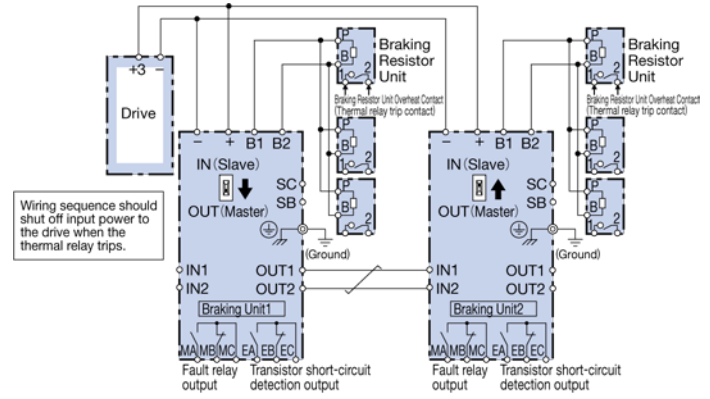 +3 −
Drive
P
B
1 2
Braking
Resistor
Unit
Braking Resistor Unit Overheat Contact
(Thermal relay trip contact)
P
B
1 2
Braking
Resistor
Unit
Braking Resistor Unit Overheat Contact
(Thermal relay trip contact)
P
B
1 2
P
B
1 2
P
B
1 2
P
B
1 2
− + B1 B2
IN (Slave)
SC
SB
OUT (Master)
(Ground)
IN1 OUT1
IN2 OUT2
Braking Unit1
MA MB MC EA EB EC
Fault relay
output
Transistor short-circuit
detection output
− + B1 B2
IN (Slave)
SC
SB
OUT (Master)
(Ground)
IN1 OUT1
IN2 OUT2
Braking Unit2
MA MB MC EA EB EC
Fault relay
output
Transistor short-circuit
detection output
Wiring sequence should
shut off input power to
the drive when the
thermal relay trips.